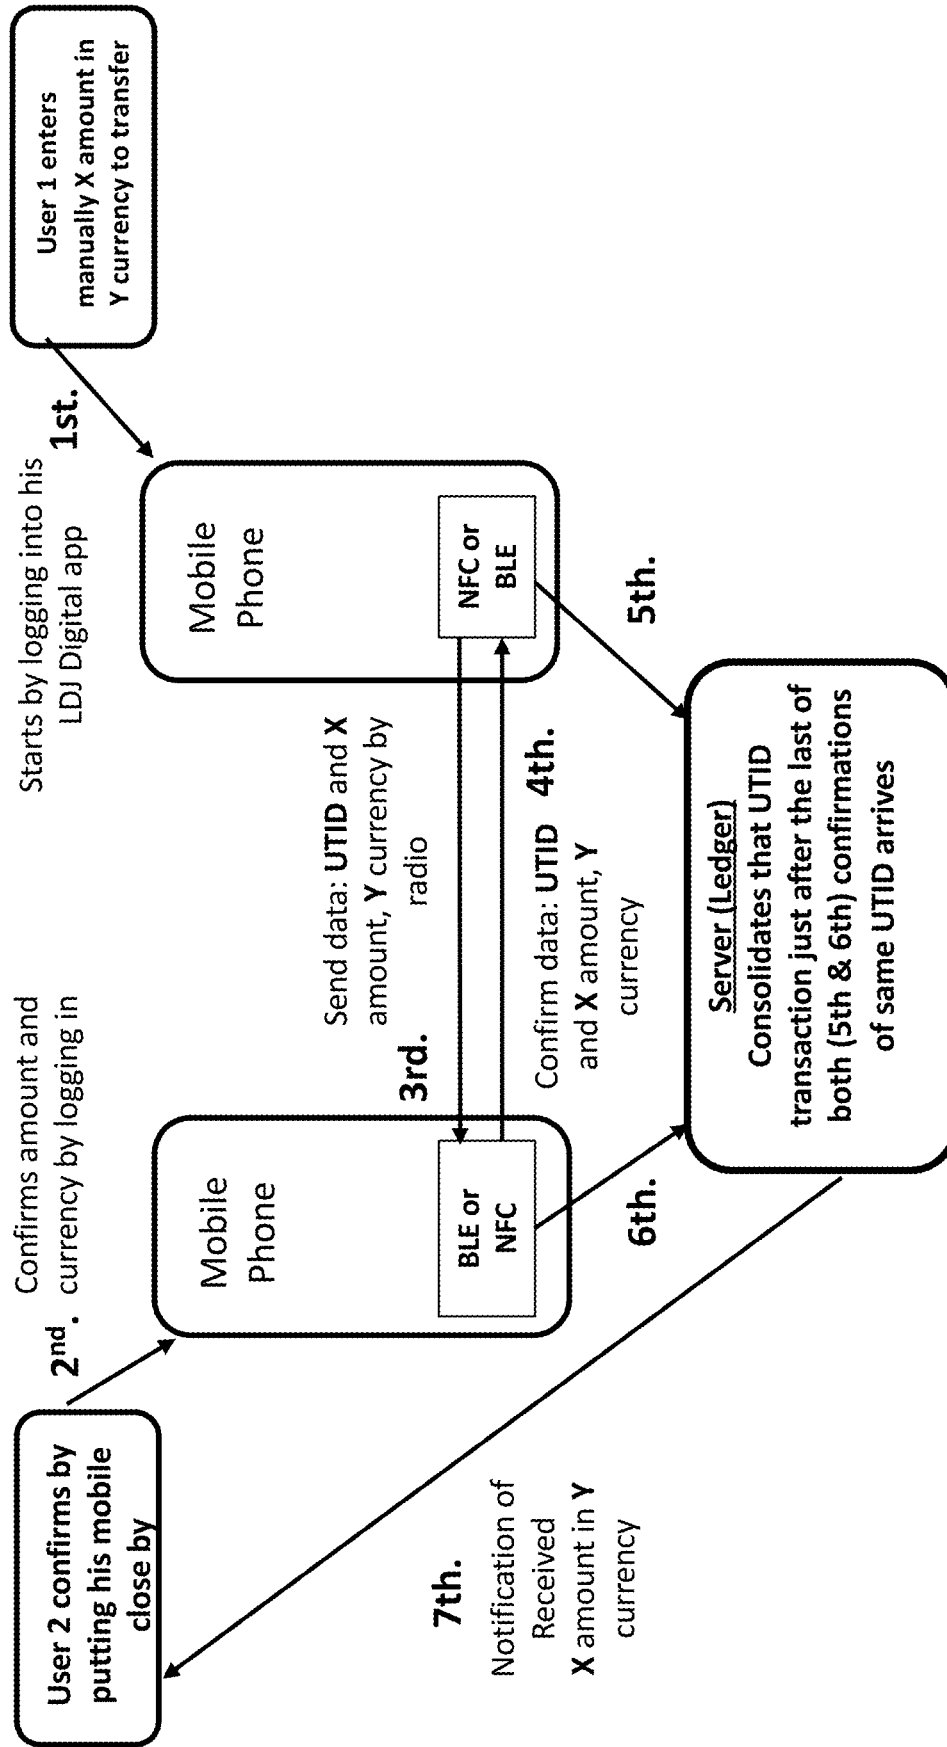 User 2 confirms by
putting his mobile
close by
2nd.
Confirms amount and
currency by logging in
Starts by logging into his
LDJ Digital app
1st.
User 1 enters
manually X amount in
Y currency to transfer
Mobile
Phone
BLE or
NFC
3rd.
Send data: UTID and X
amount, Y currency by
radio
Confirm data: UTID
and X amount, Y
currency
4th.
Mobile
Phone
NFC or
BLE
7th.
Notification of
Received
X amount in Y
currency
6th.
5th.
Server (Ledger)
Consolidates that UTID
transaction just after the last of
both (5th & 6th) confirmations
of same UTID arrives